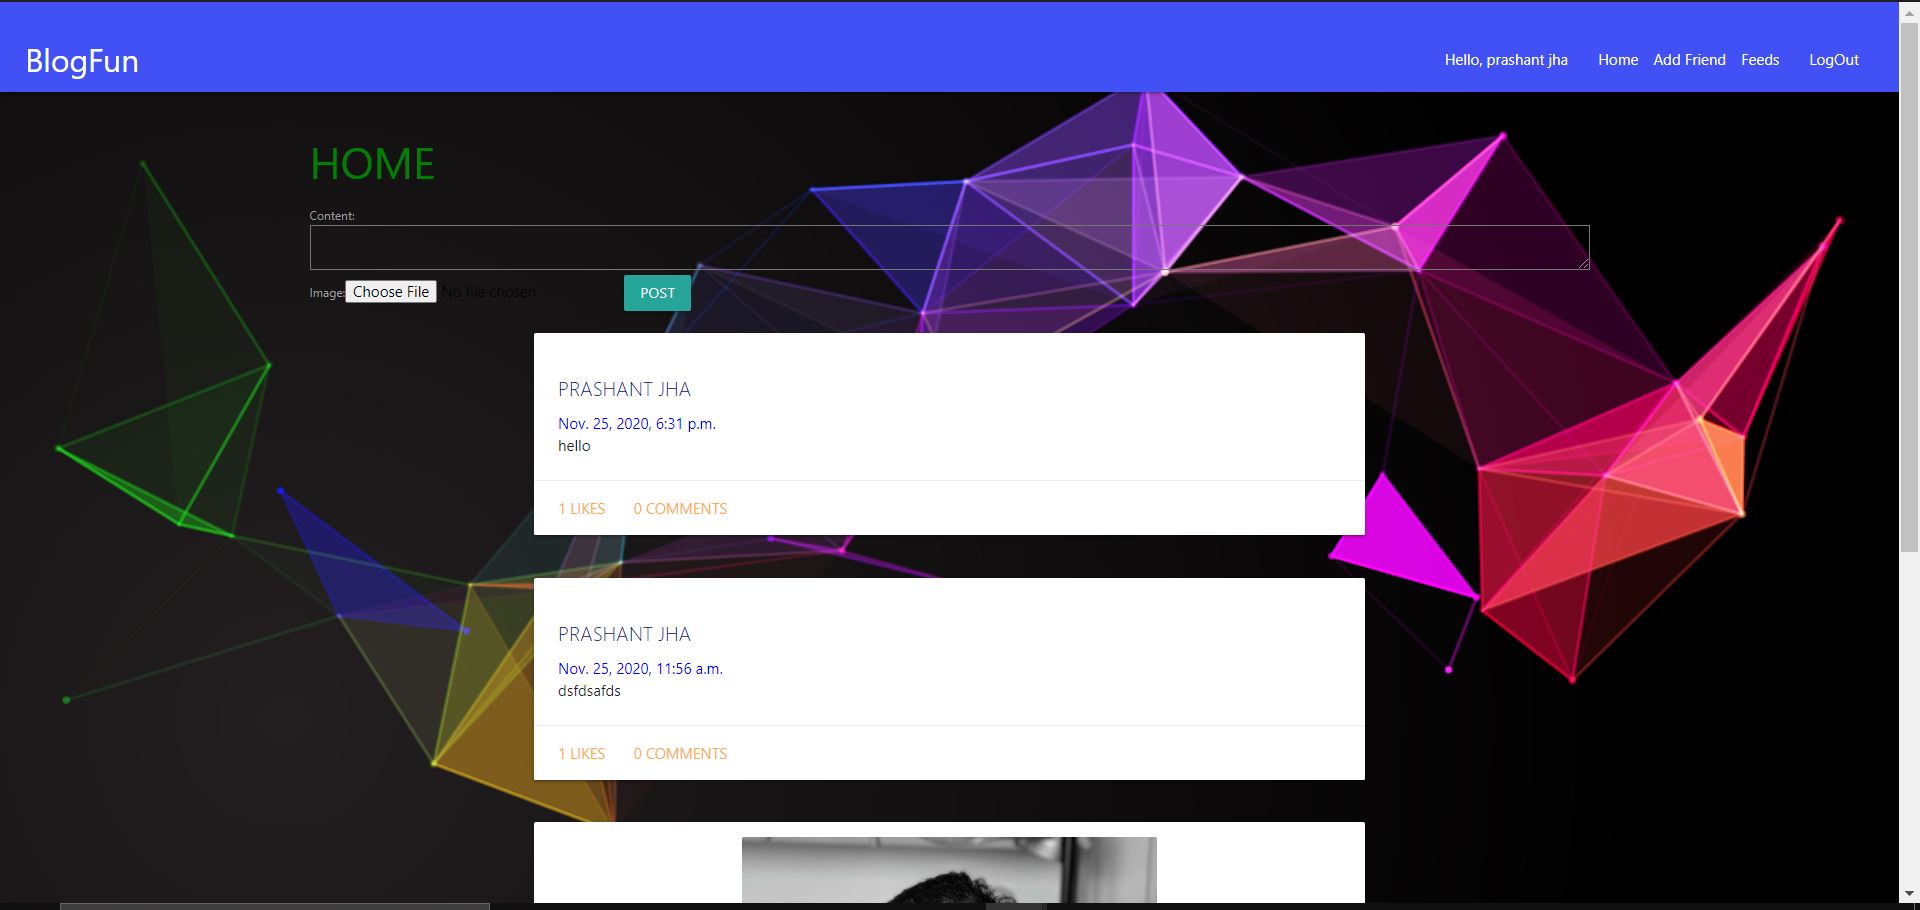 BlogFun
Hello, prashant jha Home Add Friend Feeds LogOut
HOME
Content:
Image: Choose File No file chosen POST
PRASHANT JHA
Nov. 25, 2020, 6:31 p.m.
hello
1 LIKES 0 COMMENTS
PRASHANT JHA
Nov. 25, 2020, 11:56 a.m.
dsfdsafds
1 LIKES 0 COMMENTS